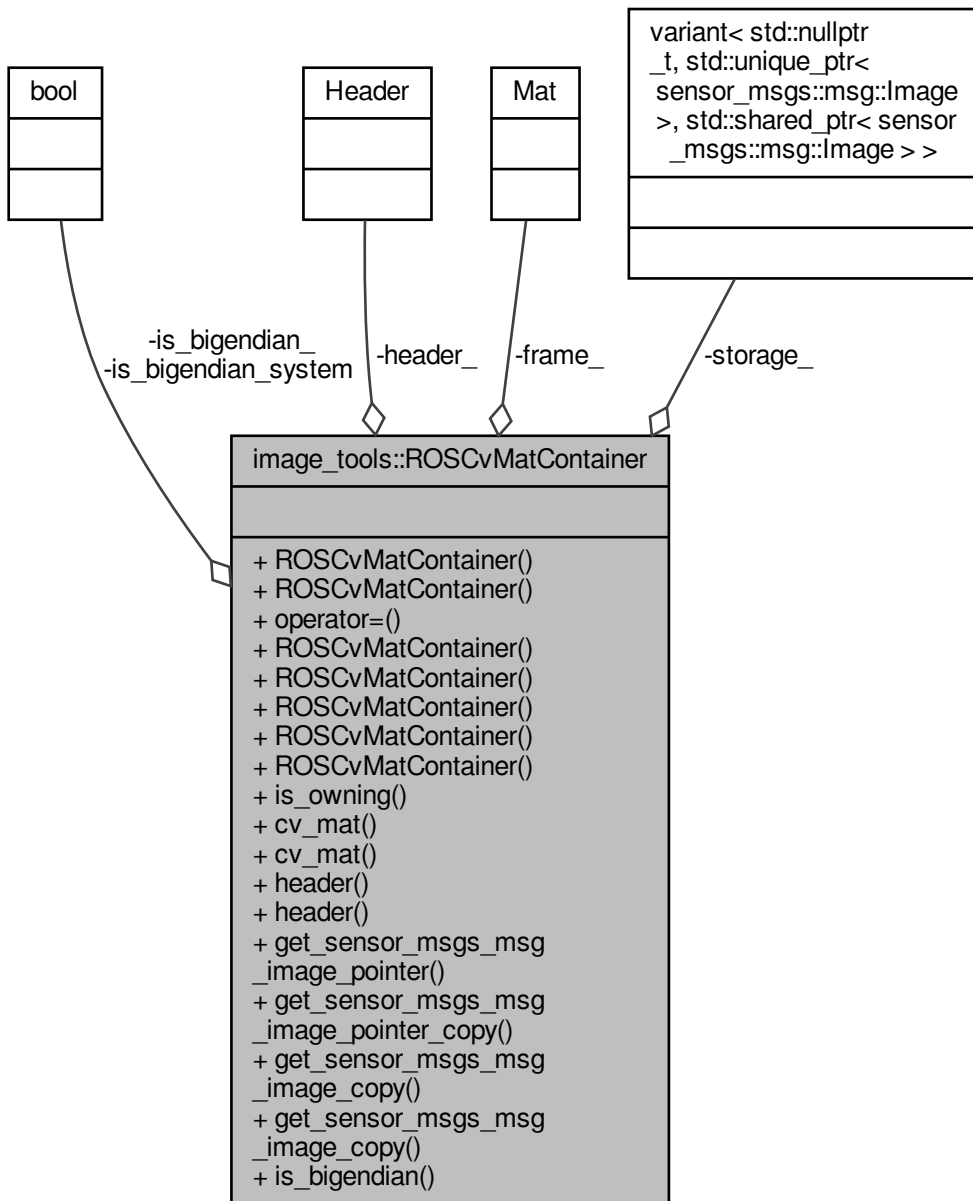 bool
Header
Mat
variant< std::nullptr
_t, std::unique_ptr<
sensor_msgs::msg::Image
>, std::shared_ptr< sensor
_msgs::msg::Image > >
-is_bigendian_
-is_bigendian_system
-header_
-frame_
-storage_
image_tools::ROSCvMatContainer
+ ROSCvMatContainer()
+ ROSCvMatContainer()
+ operator=()
+ ROSCvMatContainer()
+ ROSCvMatContainer()
+ ROSCvMatContainer()
+ ROSCvMatContainer()
+ ROSCvMatContainer()
+ is_owning()
+ cv_mat()
+ cv_mat()
+ header()
+ header()
+ get_sensor_msgs_msg
_image_pointer()
+ get_sensor_msgs_msg
_image_pointer_copy()
+ get_sensor_msgs_msg
_image_copy()
+ get_sensor_msgs_msg
_image_copy()
+ is_bigendian()